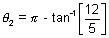 θ₂ = π - tan⁻¹[12/5]